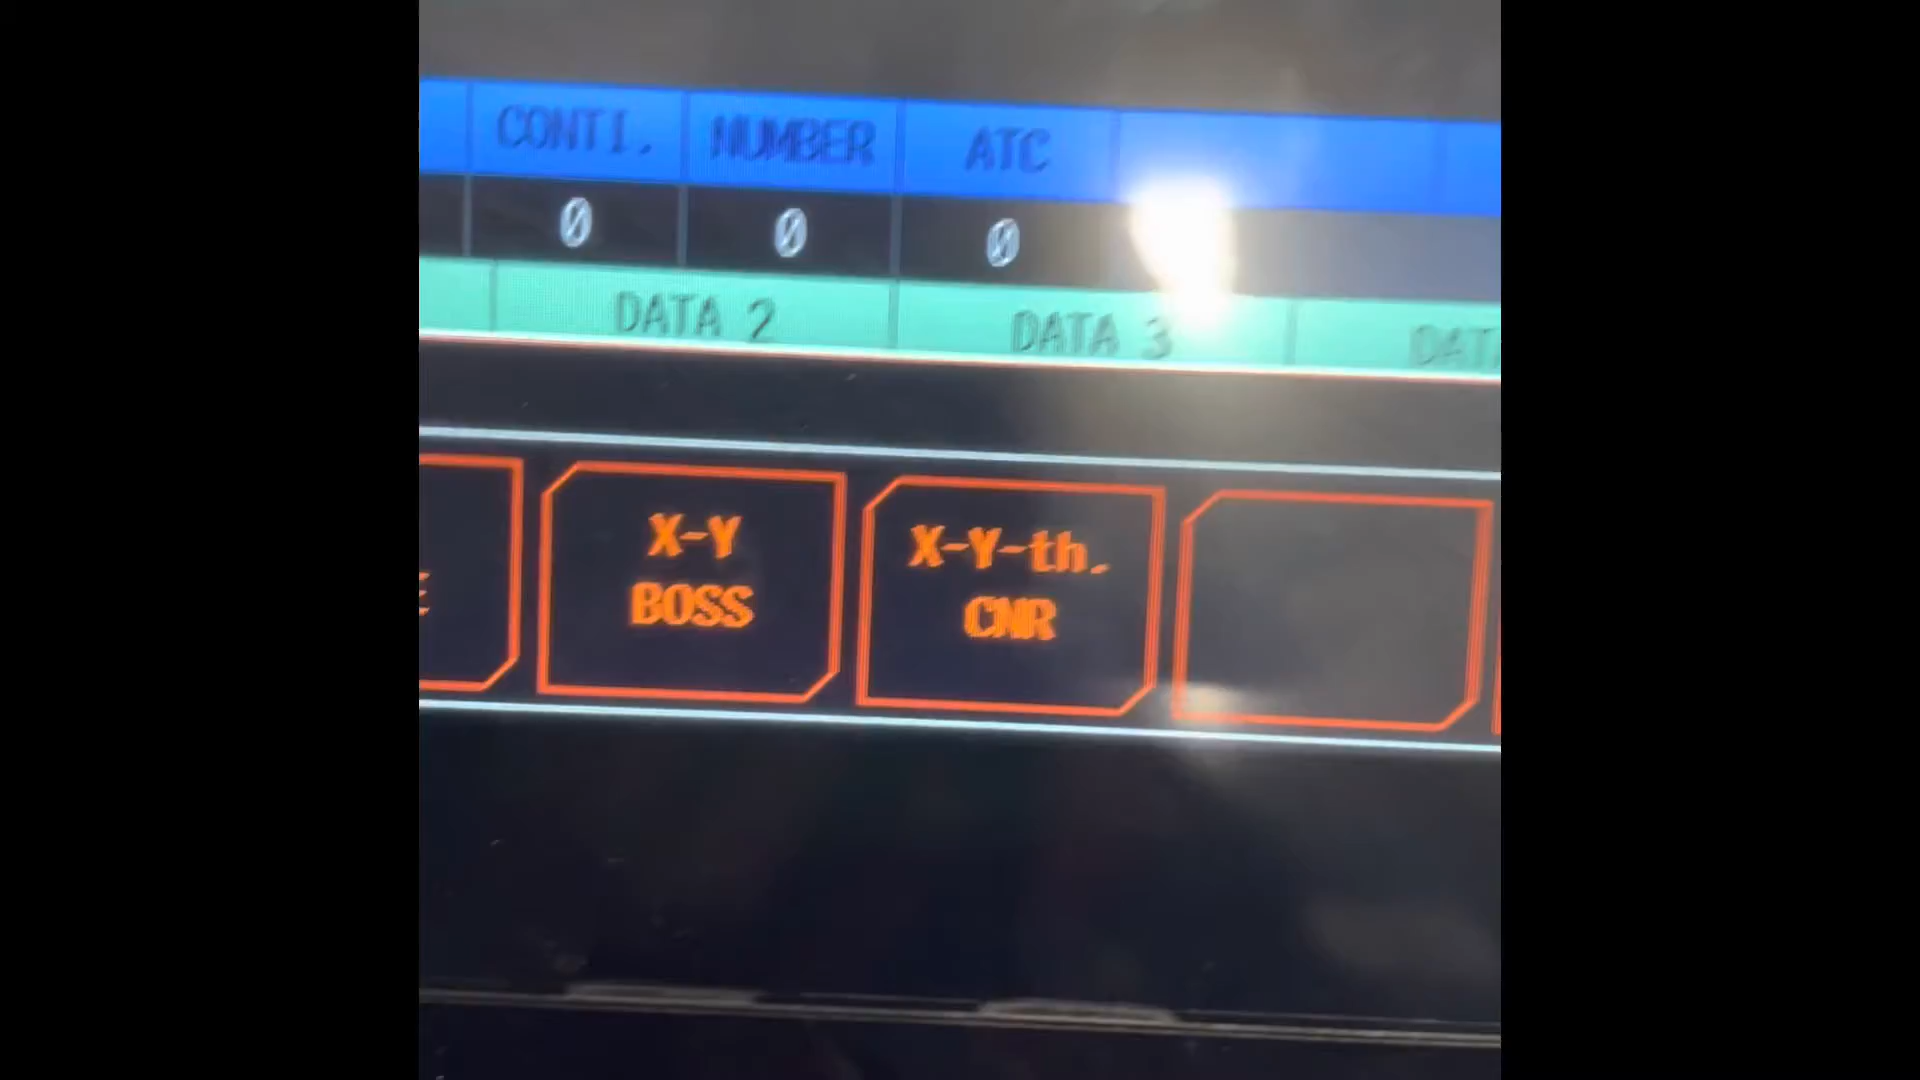 CONTI. NUMBER ATC
0 0 0
DATA 2 DATA 3
X-Y
BOSS
X-Y-th.
CNR